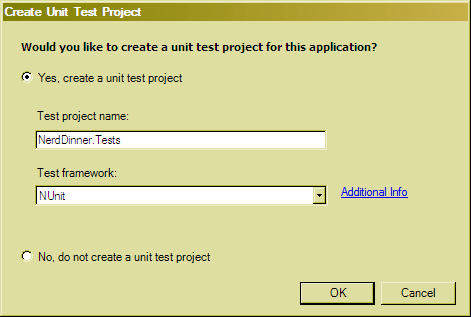 Create Unit Test Project
Would you like to create a unit test project for this application?
Yes, create a unit test project
Test project name:
NerdDinner.Tests
Test framework:
NUnit
Additional Info
No, do not create a unit test project
OK
Cancel